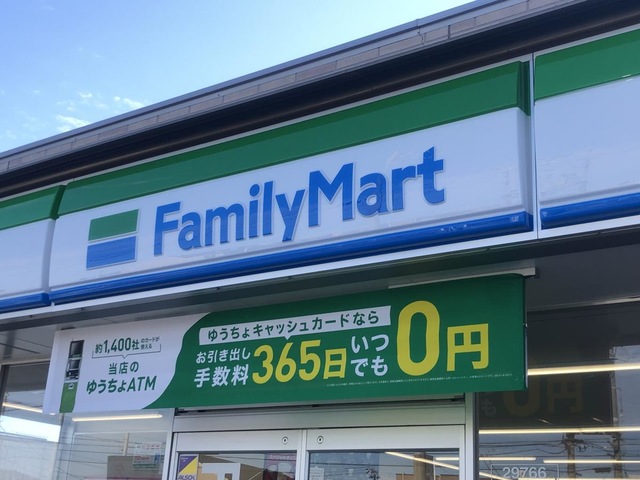 FamilyMart
約1,400社のカードが使える
当店の
ゆうちょATM
ゆうちょキャッシュカードなら
お引き出し
手数料
365日
いつ
でも
0円
ALSOK
29766